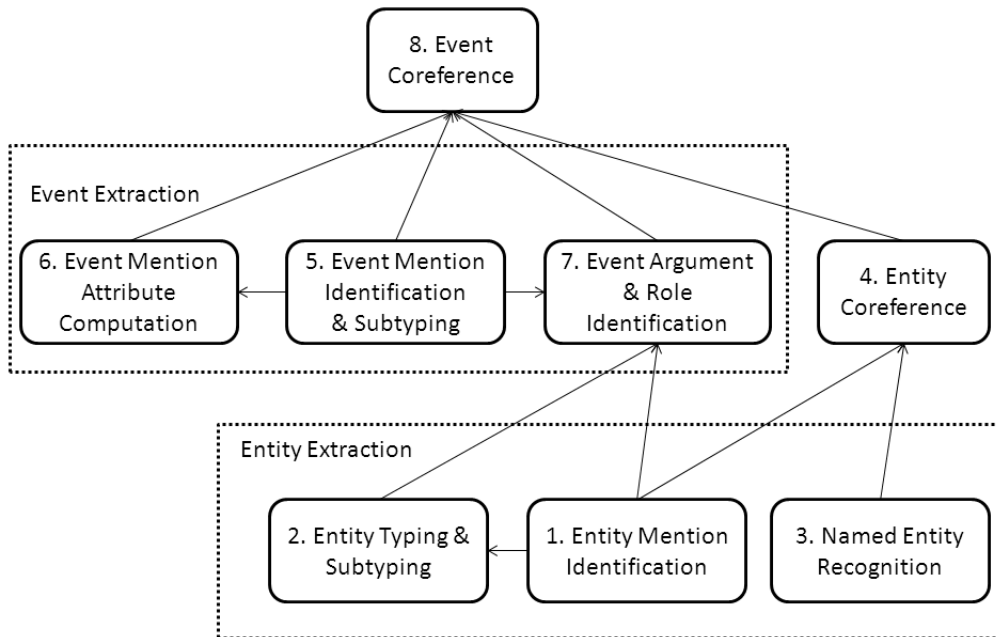 8. Event
Coreference
Event Extraction
6. Event Mention
Attribute
Computation
5. Event Mention
Identification
& Subtyping
7. Event Argument
& Role
Identification
4. Entity
Coreference
Entity Extraction
2. Entity Typing &
Subtyping
1. Entity Mention
Identification
3. Named Entity
Recognition